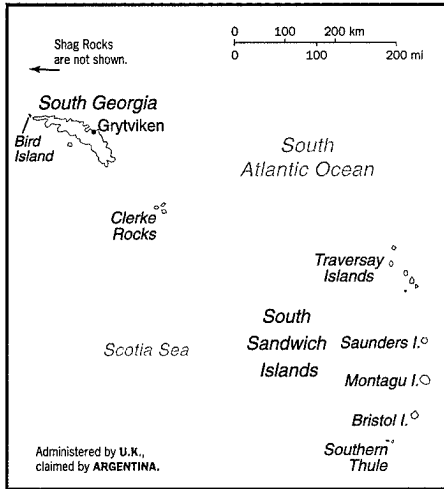 Shag Rocks
are not shown.
0 100 200 km
0 100 200 mi
South Georgia
Grytviken
Bird
Island
South
Atlantic Ocean
Clerke
Rocks
Traversay
Islands
South
Sandwich
Islands
Scotia Sea
Saunders I.
Montagu I.
Bristol I.
Southern
Thule
Administered by U.K.,
claimed by ARGENTINA.